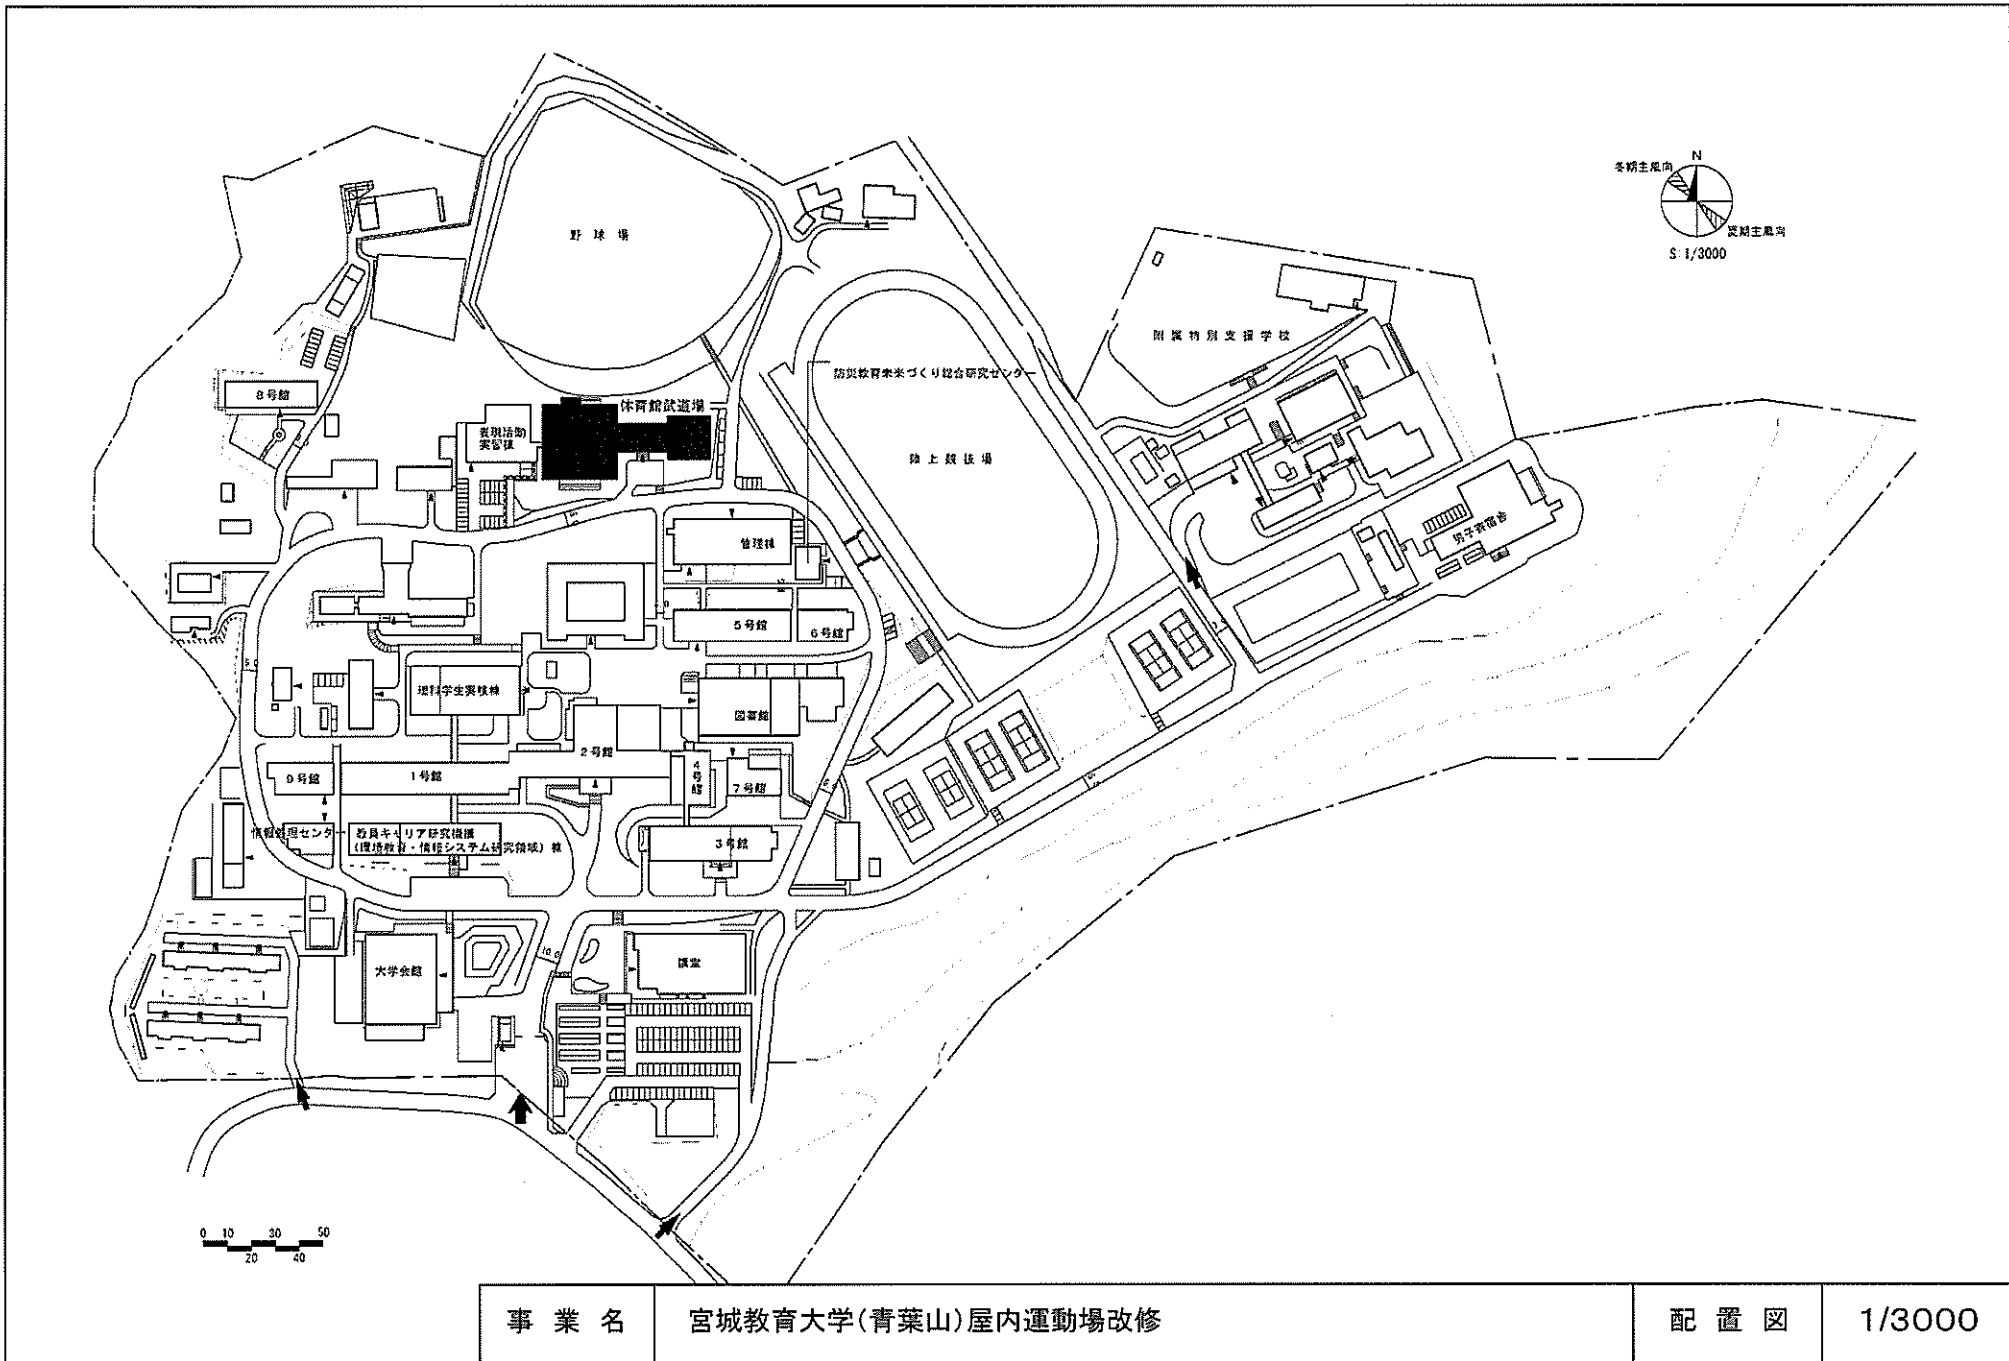 冬期主風向
N
夏期主風向
S:1/3000
野球場
附属特別支援学校
防災教育未来づくり総合研究センター
8号館
体育館武道場
表現活動
実習棟
陸上競技場
管理棟
男子寄宿舎
5号館
6号館
理科学生実験棟
図書館
2号館
9号館
1号館
4号館
7号館
情報処理センター
教員キャリア研究機構
(環境教育・情報システム研究領域)棟
3号館
10.0
大学会館
講堂
0 10 30 50
20 40
事業名
宮城教育大学(青葉山)屋内運動場改修
配置図
1/3000